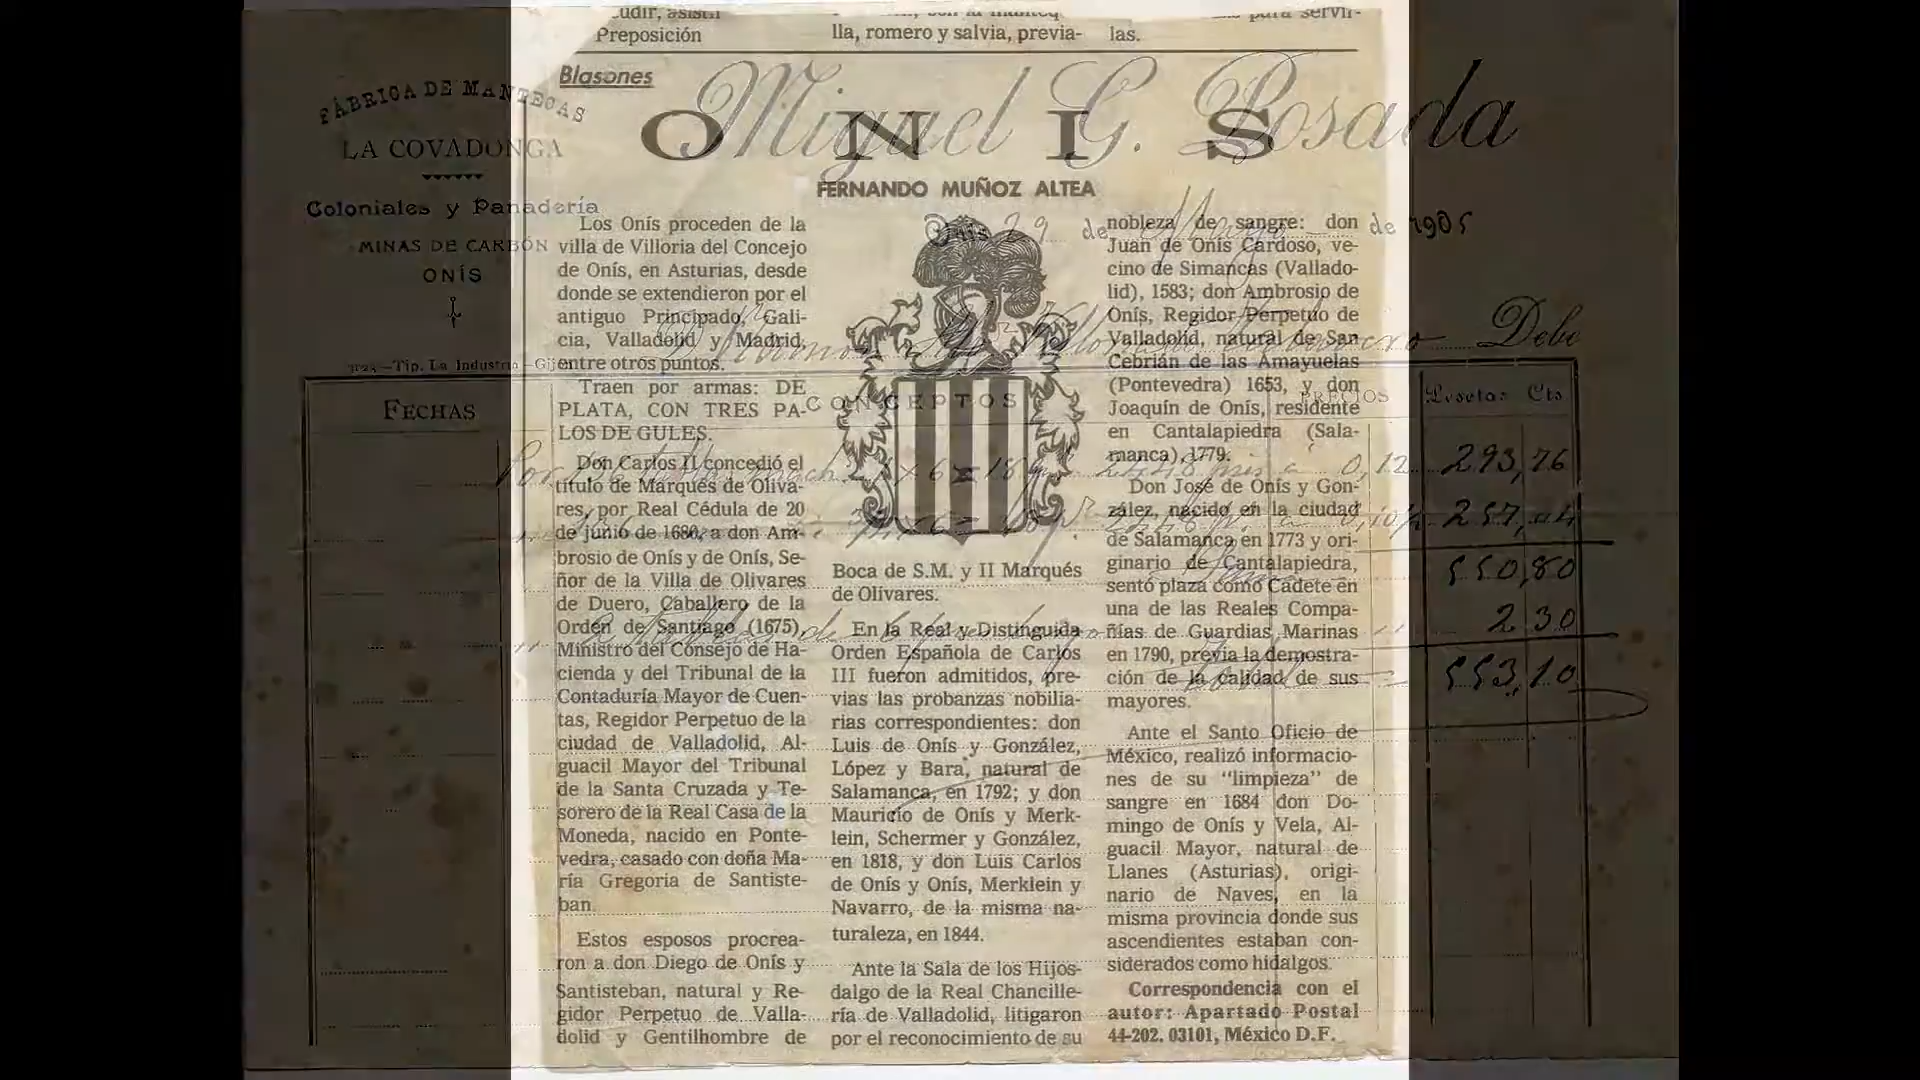 cudir, asistir
Preposición
lla, romero y salvia, previa-
para servir-
las.
Blasones
ONIS
FERNANDO MUÑOZ ALTEA
Los Onís proceden de la
villa de Villoria del Concejo
de Onís, en Asturias, desde
donde se extendieron por el
antiguo Principado, Gali-
cia, Valladolid y Madrid,
entre otros puntos.
Traen por armas: DE
PLATA, CON TRES PA-
LOS DE GULES.
Don Carlos II concedió el
título de Marqués de Oliva-
res, por Real Cédula de 20
de junio de 1680, a don Am-
brosio de Onís y de Onís, Se-
ñor de la Villa de Olivares
de Duero, Caballero de la
Orden de Santiago (1675),
Ministro del Consejo de Ha-
cienda y del Tribunal de la
Contaduría Mayor de Cuen-
tas, Regidor Perpetuo de la
ciudad de Valladolid, Al-
guacil Mayor del Tribunal
de la Santa Cruzada y Te-
sorero de la Real Casa de la
Moneda, nacido en Ponte-
vedra, casado con doña Ma-
ría Gregoria de Santiste-
ban.
Estos esposos procrea-
ron a don Diego de Onís y
Santisteban, natural y Re-
gidor Perpetuo de Valla-
dolid y Gentilhombre de
Boca de S.M. y II Marqués
de Olivares.
En la Real y Distinguida
Orden Española de Carlos
III fueron admitidos, pre-
vias las probanzas nobilia-
rias correspondientes: don
Luis de Onís y González,
López y Bara, natural de
Salamanca, en 1792; y don
Mauricio de Onís y Merk-
lein, Schermer y González,
en 1818, y don Luis Carlos
de Onís y Onís, Merklein y
Navarro, de la misma na-
turaleza, en 1844.
Ante la Sala de los Hijos-
dalgo de la Real Chancille-
ría de Valladolid, litigaron
por el reconocimiento de su
nobleza de sangre: don
Juan de Onís Cardoso, ve-
cino de Simancas (Vallado-
lid), 1583; don Ambrosio de
Onís, Regidor Perpetuo de
Valladolid, natural de San
Cebrián de las Amayuelas
(Pontevedra) 1653, y don
Joaquín de Onís, residente
en Cantalapiedra (Sala-
manca), 1779.
Don José de Onís y Gon-
zález, nacido en la ciudad
de Salamanca en 1773 y ori-
ginario de Cantalapiedra,
sentó plaza como Cadete en
una de las Reales Compa-
ñías de Guardias Marinas
en 1790, previa la demostra-
ción de la calidad de sus
mayores.
Ante el Santo Oficio de
México, realizó informacio-
nes de su "limpieza" de
sangre en 1684 don Do-
mingo de Onís y Vela, Al-
guacil Mayor, natural de
Llanes (Asturias), origi-
nario de Naves, en la
misma provincia donde sus
ascendientes estaban con-
siderados como hidalgos.
Correspondencia con el
autor: Apartado Postal
44-202, 03101, México D.F.
FÁBRICA DE MANTECAS
LA COVADONGA
Coloniales y Panadería
MINAS DE CARBÓN
ONÍS
Tip. La Industria - Gijón
Miguel G. Posada
Onís 29 de Mayo de 1905
Debe
FECHAS
CONCEPTOS
PRECIOS
Pesetas Cts
0,12 293,76
257,04
550,80
2 30
Total 553,10